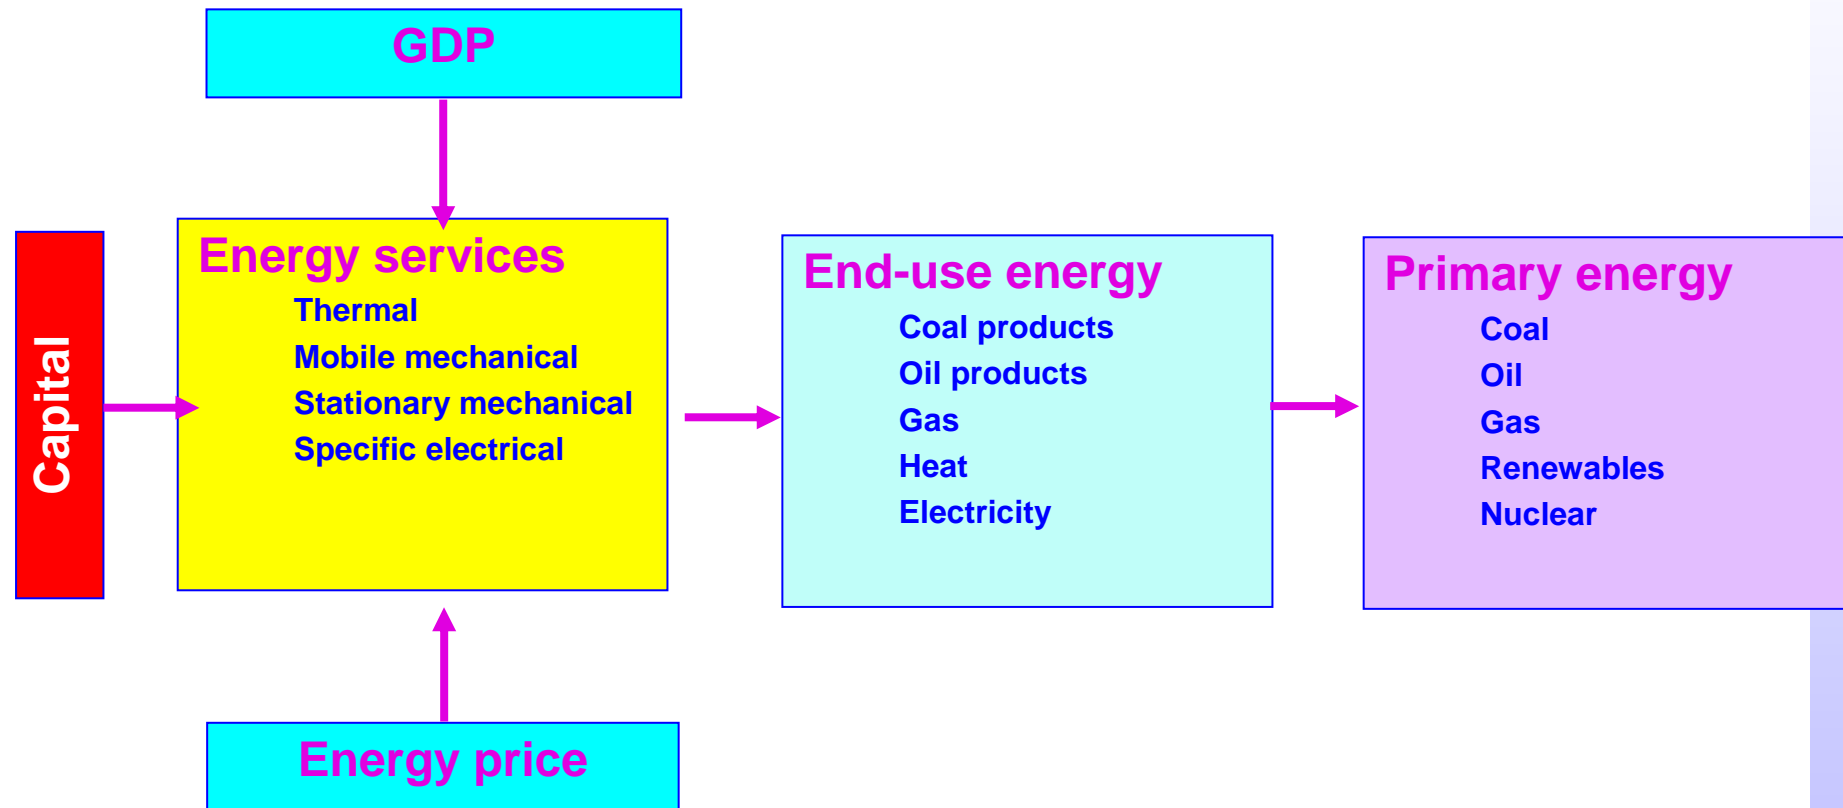 GDP
Capital
Energy services
Thermal
Mobile mechanical
Stationary mechanical
Specific electrical
End-use energy
Coal products
Oil products
Gas
Heat
Electricity
Primary energy
Coal
Oil
Gas
Renewables
Nuclear
Energy price